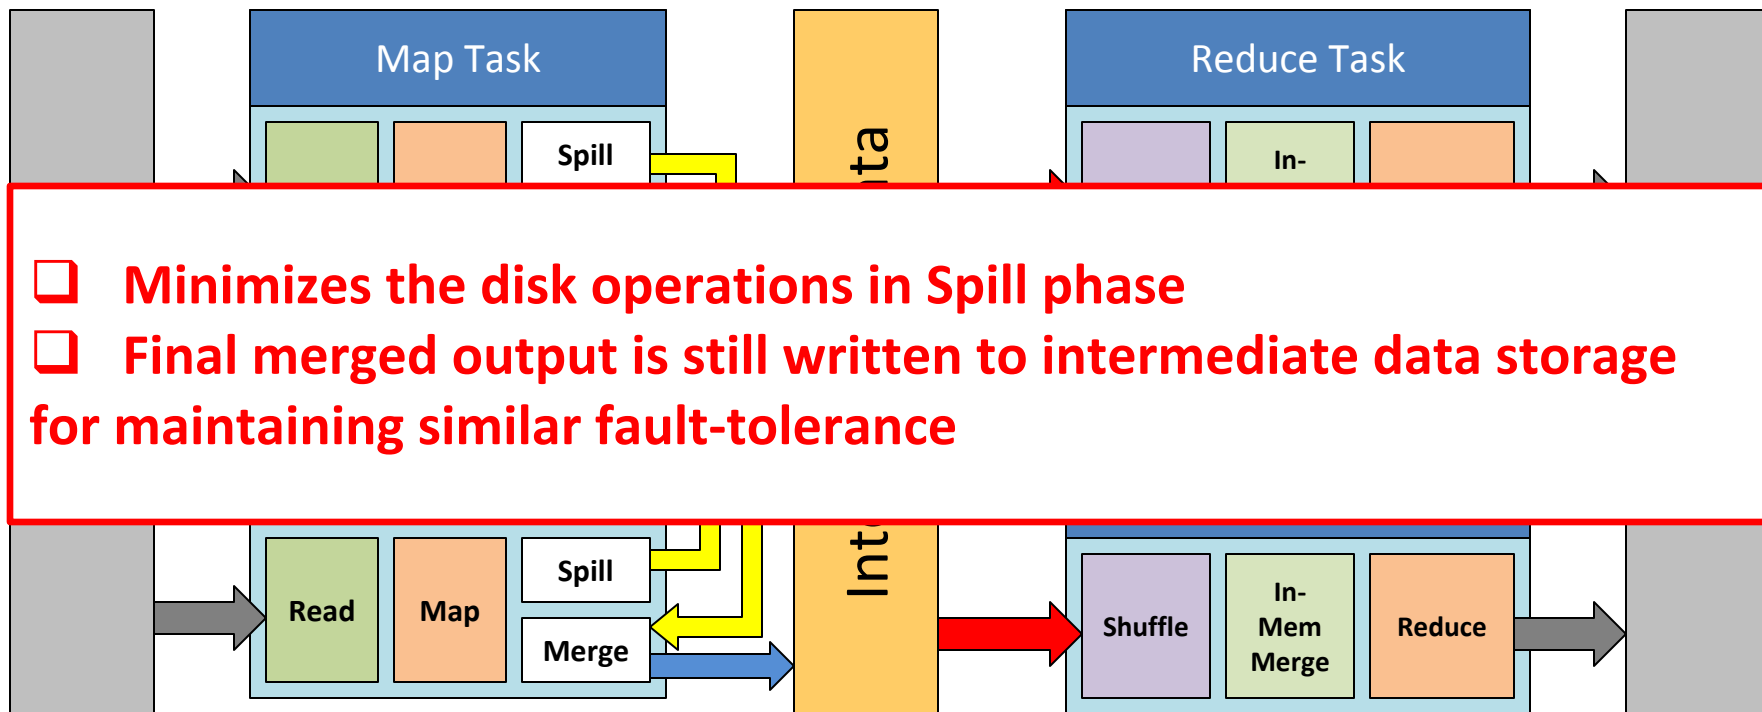 Map Task
Reduce Task
Spill
In-
❑ Minimizes the disk operations in Spill phase
❑ Final merged output is still written to intermediate data storage
for maintaining similar fault-tolerance
Read
Map
Spill
Merge
Shuffle
In-
Mem
Merge
Reduce